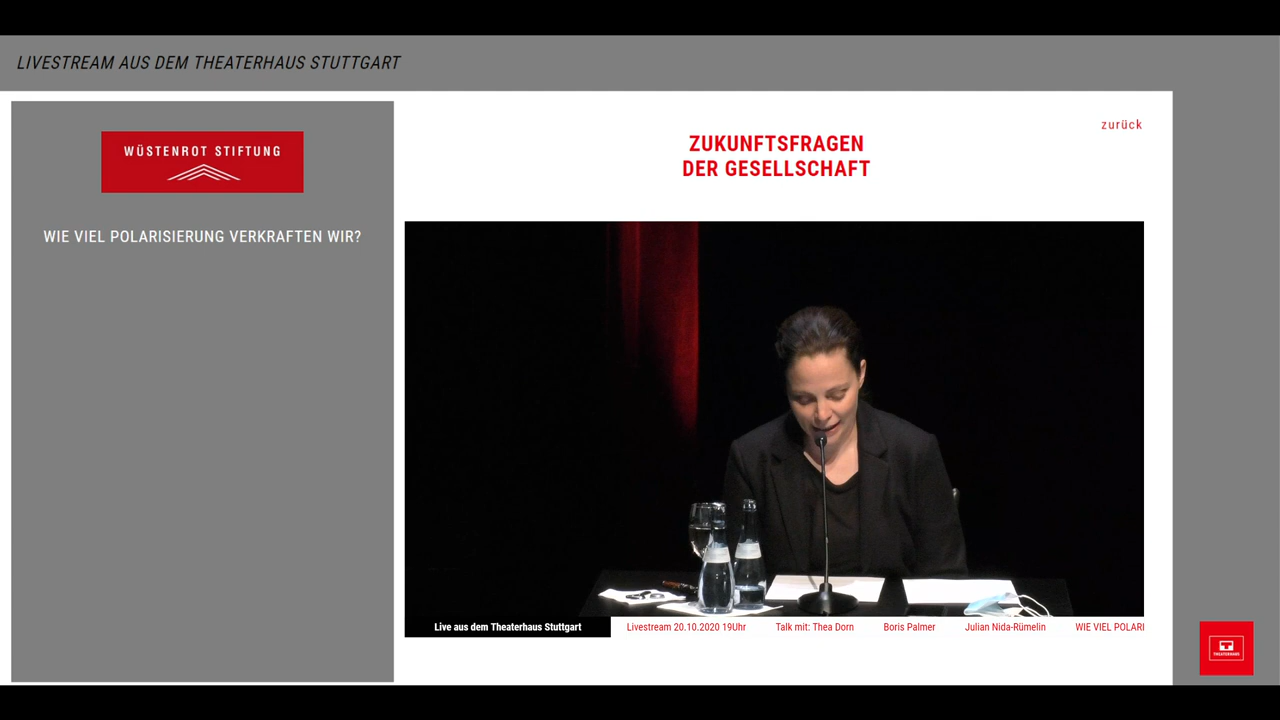 LIVESTREAM AUS DEM THEATERHAUS STUTTGART
WÜSTENROT STIFTUNG
WIE VIEL POLARISIERUNG VERKRAFTEN WIR?
zurück
ZUKUNFTSFRAGEN
DER GESELLSCHAFT
Live aus dem Theaterhaus Stuttgart Livestream 20.10.2020 19Uhr Talk mit: Thea Dorn Boris Palmer Julian Nida-Rümelin WIE VIEL POLARI
THEATERHAUS